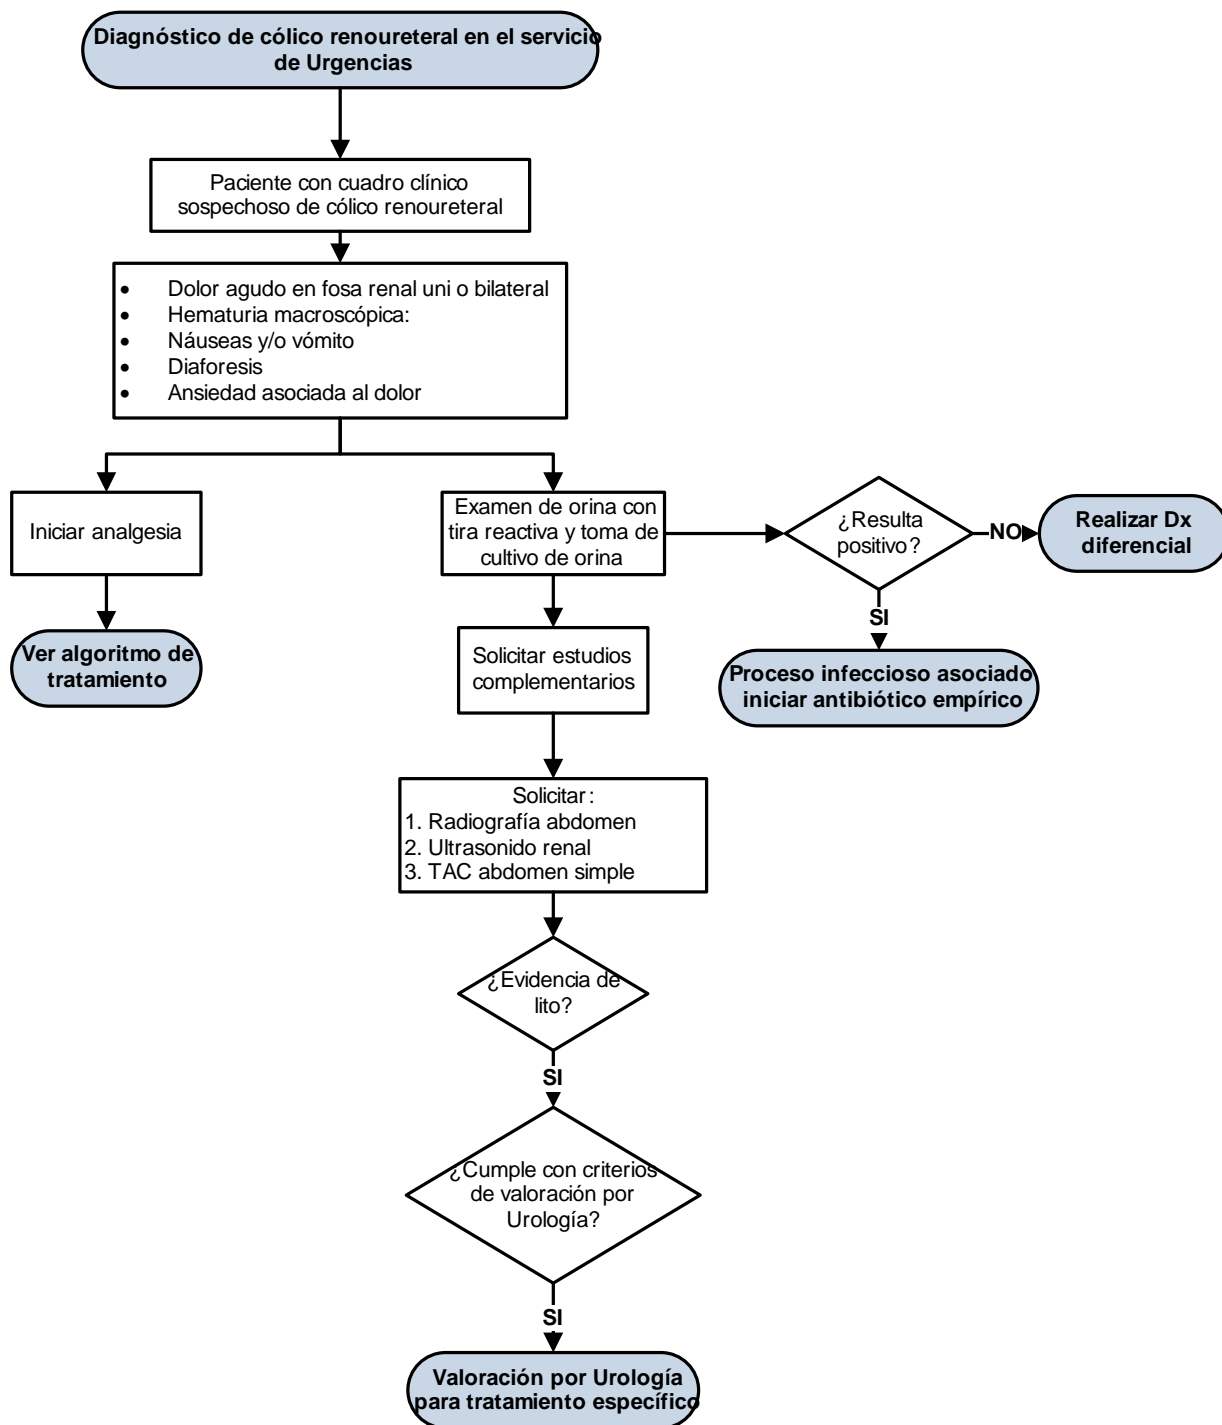 Diagnóstico de cólico renoureteral en el servicio
de Urgencias
Paciente con cuadro clínico
sospechoso de cólico renoureteral
• Dolor agudo en fosa renal uni o bilateral
• Hematuria macroscópica:
• Náuseas y/o vómito
• Diaforesis
• Ansiedad asociada al dolor
Iniciar analgesia
Ver algoritmo de
tratamiento
Examen de orina con
tira reactiva y toma de
cultivo de orina
¿Resulta
positivo?
NO
Realizar Dx
diferencial
SI
Proceso infeccioso asociado
iniciar antibiótico empírico
Solicitar estudios
complementarios
Solicitar:
1. Radiografía abdomen
2. Ultrasonido renal
3. TAC abdomen simple
¿Evidencia de
lito?
SI
¿Cumple con criterios
de valoración por
Urología?
SI
Valoración por Urología
para tratamiento específico